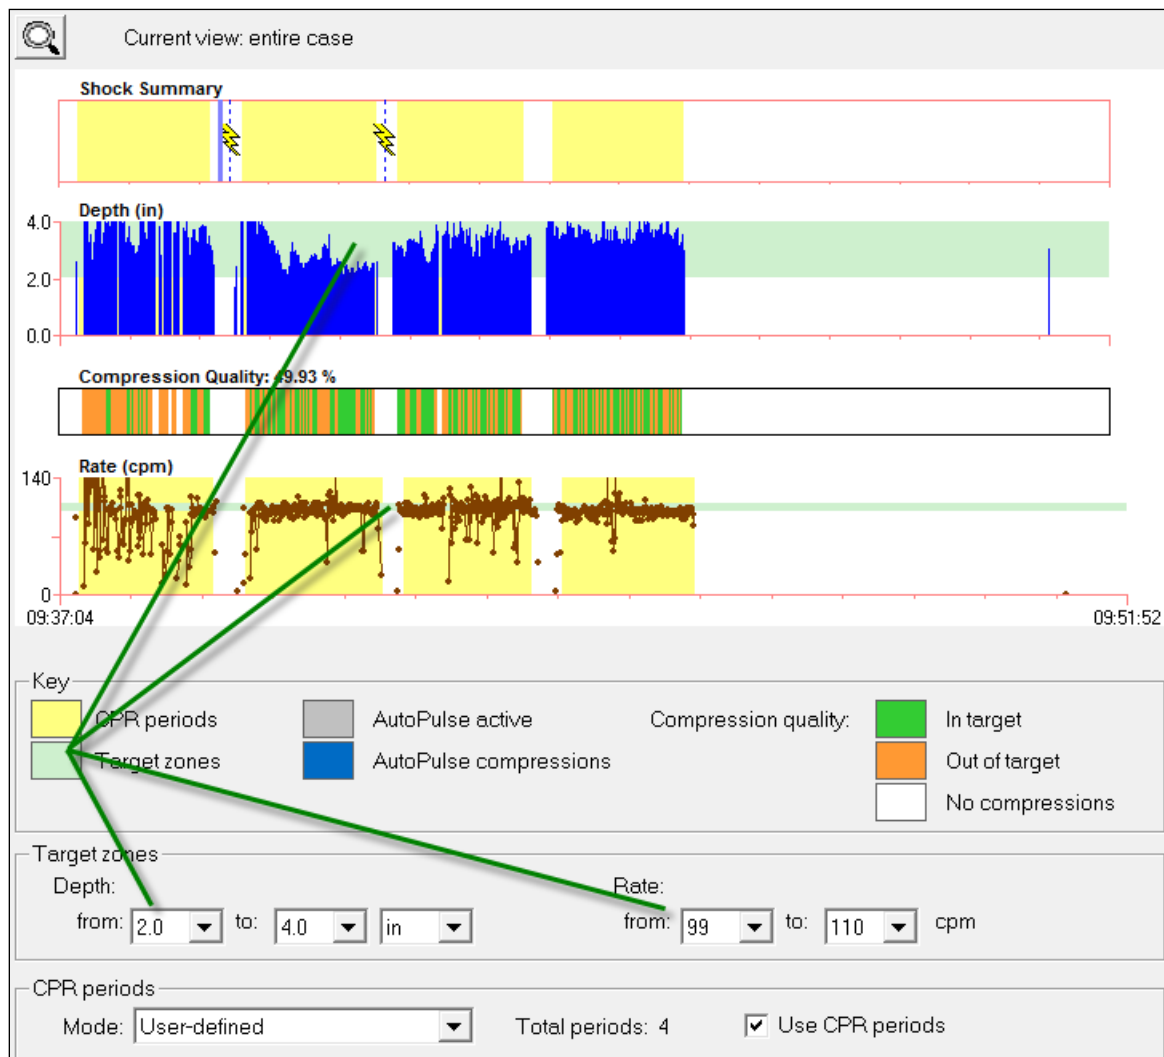 Current view: entire case
Shock Summary
Depth (in)
4.0
2.0
0.0
Compression Quality: 49.93 %
Rate (cpm)
140
0
09:37:04 09:51:52
Key
CPR periods AutoPulse active Compression quality: In target
Target zones AutoPulse compressions Out of target
No compressions
Target zones
Depth: Rate:
from: 2.0 to: 4.0 in from: 99 to: 110 cpm
CPR periods
Mode: User-defined Total periods: 4 Use CPR periods